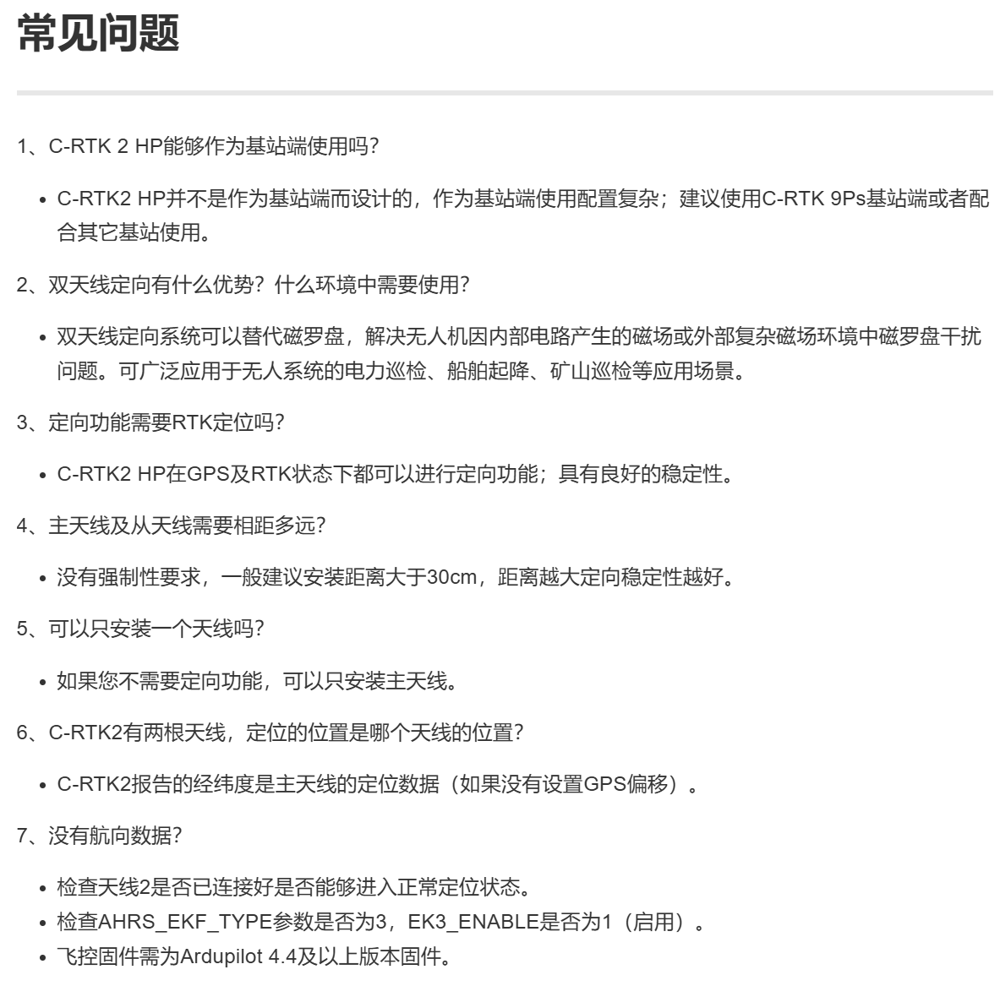 常见问题
1、C-RTK 2 HP能够作为基站端使用吗？
• C-RTK2 HP并不是作为基站端而设计的，作为基站端使用配置复杂；建议使用C-RTK 9Ps基站端或者配
合其它基站使用。
2、双天线定向有什么优势？什么环境中需要使用？
• 双天线定向系统可以替代磁罗盘，解决无人机因内部电路产生的磁场或外部复杂磁场环境中磁罗盘干扰
问题。可广泛应用于无人系统的电力巡检、船舶起降、矿山巡检等应用场景。
3、定向功能需要RTK定位吗？
• C-RTK2 HP在GPS及RTK状态下都可以进行定向功能；具有良好的稳定性。
4、主天线及从天线需要相距多远？
• 没有强制性要求，一般建议安装距离大于30cm，距离越大定向稳定性越好。
5、可以只安装一个天线吗？
• 如果您不需要定向功能，可以只安装主天线。
6、C-RTK2有两根天线，定位的位置是哪个天线的位置？
• C-RTK2报告的经纬度是主天线的定位数据（如果没有设置GPS偏移）。
7、没有航向数据？
• 检查天线2是否已连接好是否能够进入正常定位状态。
• 检查AHRS_EKF_TYPE参数是否为3，EK3_ENABLE是否为1（启用）。
• 飞控固件需为Ardupilot 4.4及以上版本固件。